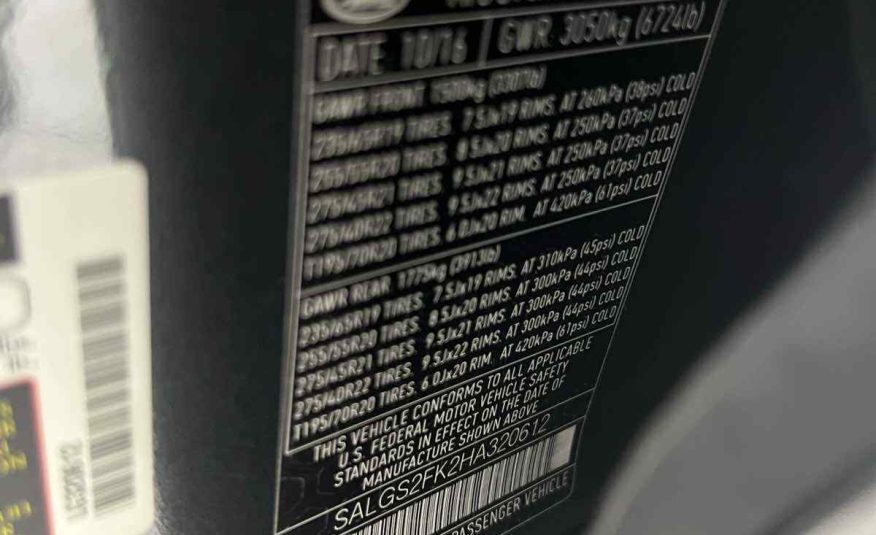 DATE 10/16 GWR 3050kg (6724lb)
GAWR FRONT 1500kg (3307lb)
235/65R19 TIRES. 7.5Jx19 RIMS. AT 260kPa (38psi) COLD
255/55R20 TIRES. 8.5Jx20 RIMS. AT 250kPa (37psi) COLD
275/45R21 TIRES. 9.5Jx21 RIMS. AT 250kPa (37psi) COLD
275/40R22 TIRES. 9.5Jx22 RIMS. AT 250kPa (37psi) COLD
T195/70R20 TIRES. 6.0Jx20 RIM. AT 420kPa (61psi) COLD
GAWR REAR 1775kg (3913lb)
235/65R19 TIRES. 7.5Jx19 RIMS. AT 310kPa (45psi) COLD
255/55R20 TIRES. 8.5Jx20 RIMS. AT 300kPa (44psi) COLD
275/45R21 TIRES. 9.5Jx21 RIMS. AT 300kPa (44psi) COLD
275/40R22 TIRES. 9.5Jx22 RIMS. AT 300kPa (44psi) COLD
T195/70R20 TIRES. 6.0Jx20 RIM. AT 420kPa (61psi) COLD
THIS VEHICLE CONFORMS TO ALL APPLICABLE
U.S. FEDERAL MOTOR VEHICLE SAFETY
STANDARDS IN EFFECT ON THE DATE OF
MANUFACTURE SHOWN ABOVE
SALGS2FK2HA320612
PASSENGER VEHICLE